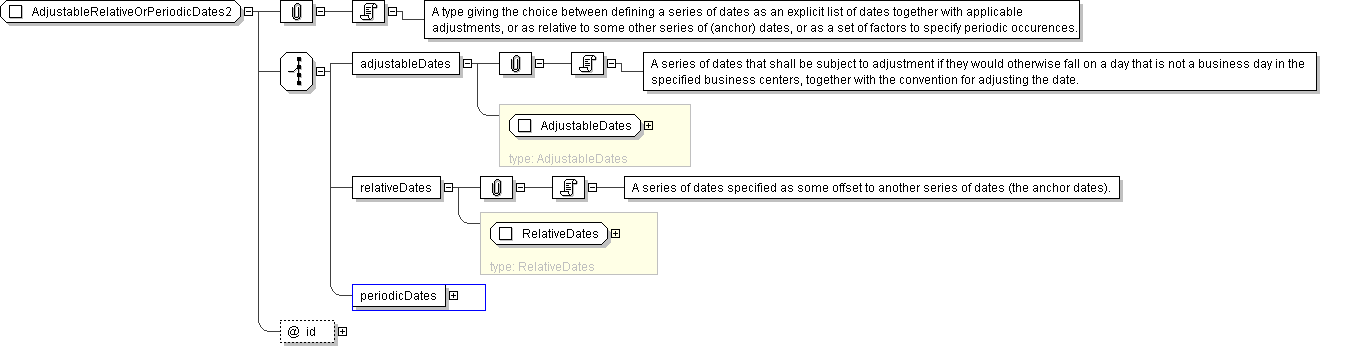 AdjustableRelativeOrPeriodicDates2
A type giving the choice between defining a series of dates as an explicit list of dates together with applicable
adjustments, or as relative to some other series of (anchor) dates, or as a set of factors to specify periodic occurences.
adjustableDates
A series of dates that shall be subject to adjustment if they would otherwise fall on a day that is not a business day in the
specified business centers, together with the convention for adjusting the date.
AdjustableDates
type: AdjustableDates
relativeDates
A series of dates specified as some offset to another series of dates (the anchor dates).
RelativeDates
type: RelativeDates
periodicDates
@ id